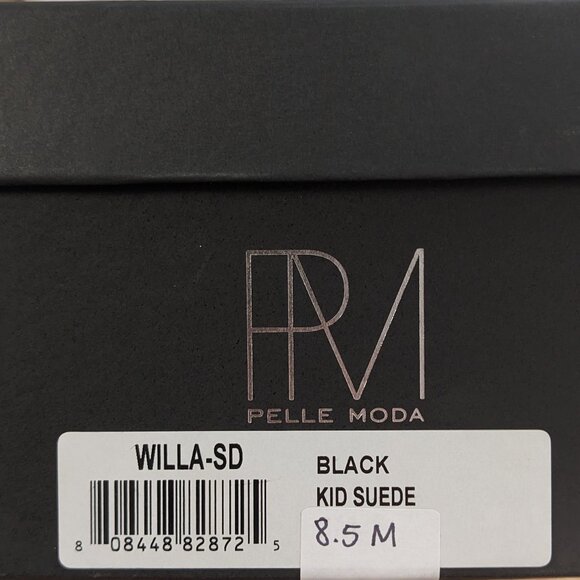 PM
PELLE MODA
WILLA-SD
BLACK
KID SUEDE
8.5 M
8 08448 82872 5